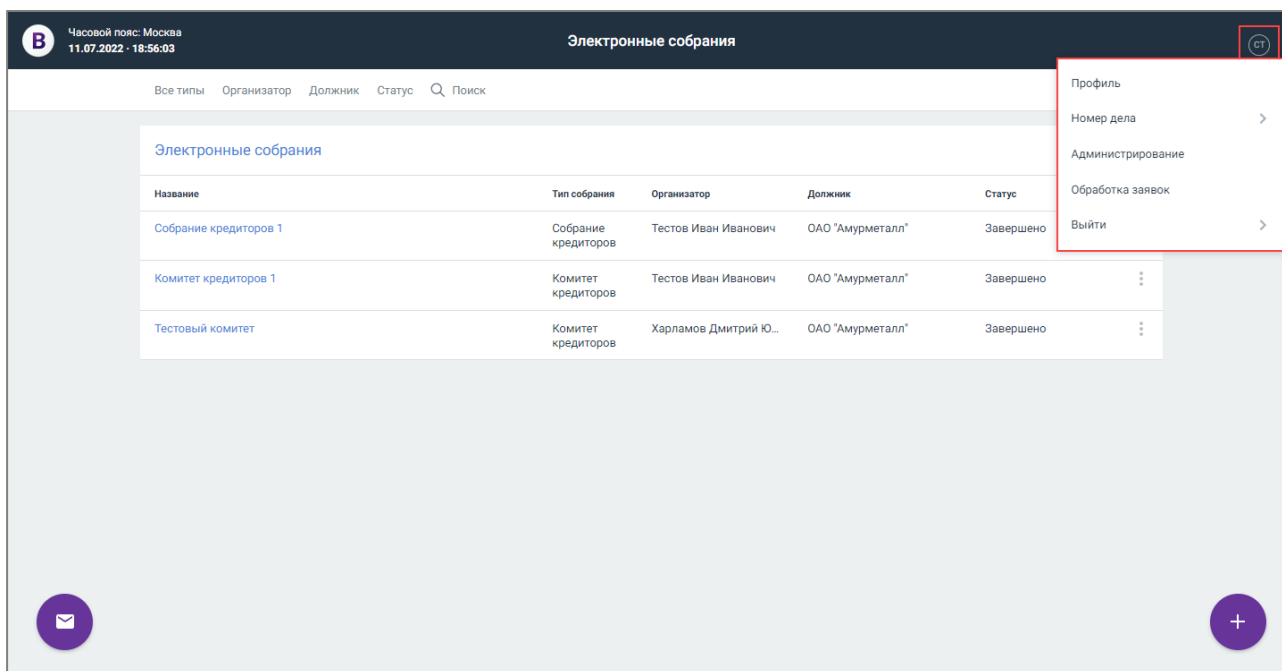 B
Часовой пояс: Москва
11.07.2022 · 18:56:03
Электронные собрания
СТ
Все типы Организатор Должник Статус Поиск
Профиль
Номер дела
Администрирование
Обработка заявок
Выйти
Электронные собрания
Название Тип собрания Организатор Должник Статус
Собрание кредиторов 1 Собрание Тестов Иван Иванович ОАО "Амурметалл" Завершено
кредиторов
Комитет кредиторов 1 Комитет Тестов Иван Иванович ОАО "Амурметалл" Завершено
кредиторов
Тестовый комитет Комитет Харламов Дмитрий Ю... ОАО "Амурметалл" Завершено
кредиторов